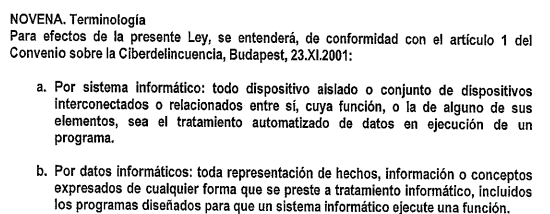 NOVENA. Terminología
Para efectos de la presente Ley, se entenderá, de conformidad con el artículo 1 del
Convenio sobre la Ciberdelincuencia, Budapest, 23.XI.2001:
a. Por sistema informático: todo dispositivo aislado o conjunto de dispositivos
interconectados o relacionados entre sí, cuya función, o la de alguno de sus
elementos, sea el tratamiento automatizado de datos en ejecución de un
programa.
b. Por datos informáticos: toda representación de hechos, información o conceptos
expresados de cualquier forma que se preste a tratamiento informático, incluidos
los programas diseñados para que un sistema informático ejecute una función.